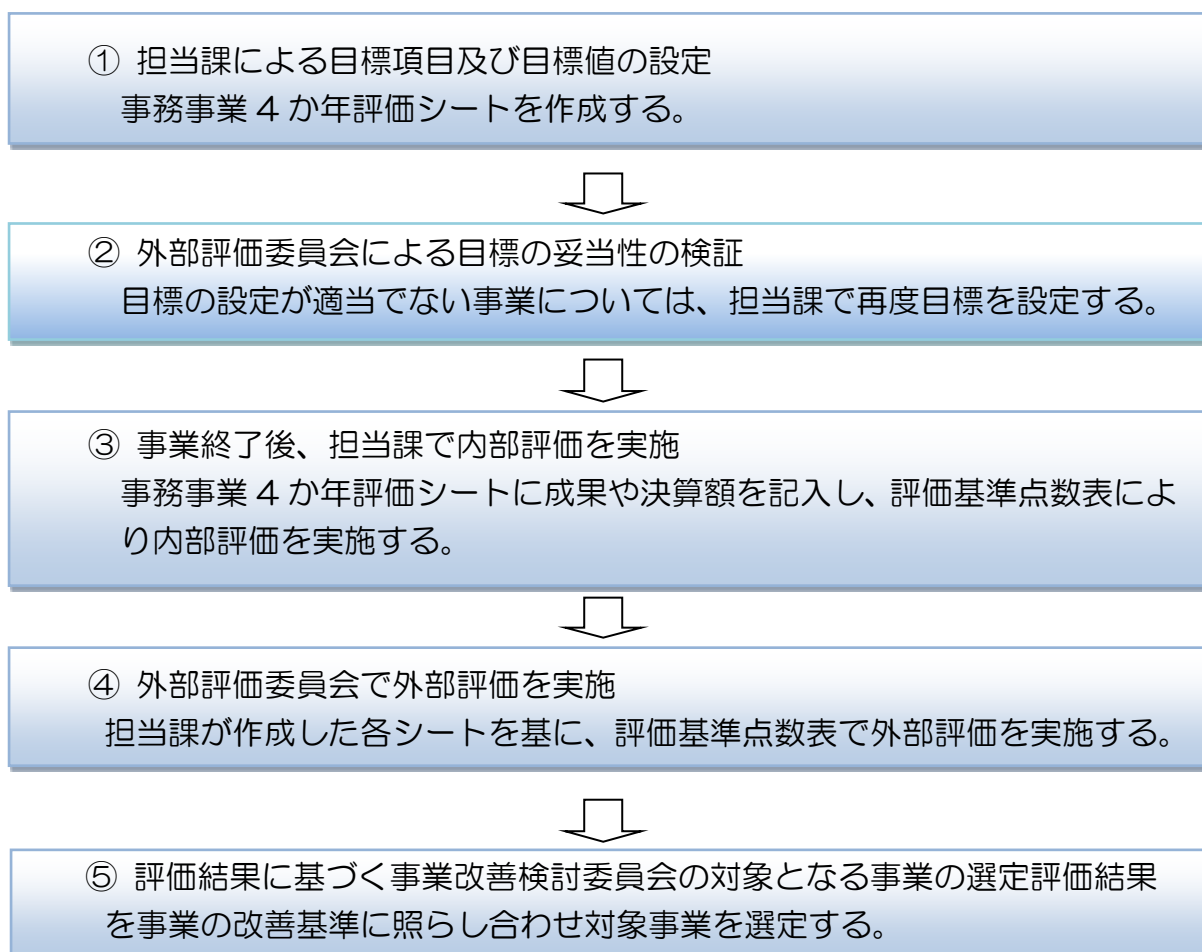 ① 担当課による目標項目及び目標値の設定
事務事業４か年評価シートを作成する。
② 外部評価委員会による目標の妥当性の検証
目標の設定が適当でない事業については、担当課で再度目標を設定する。
③ 事業終了後、担当課で内部評価を実施
事務事業４か年評価シートに成果や決算額を記入し、評価基準点数表によ
り内部評価を実施する。
④ 外部評価委員会で外部評価を実施
担当課が作成した各シートを基に、評価基準点数表で外部評価を実施する。
⑤ 評価結果に基づく事業改善検討委員会の対象となる事業の選定評価結果
を事業の改善基準に照らし合わせ対象事業を選定する。